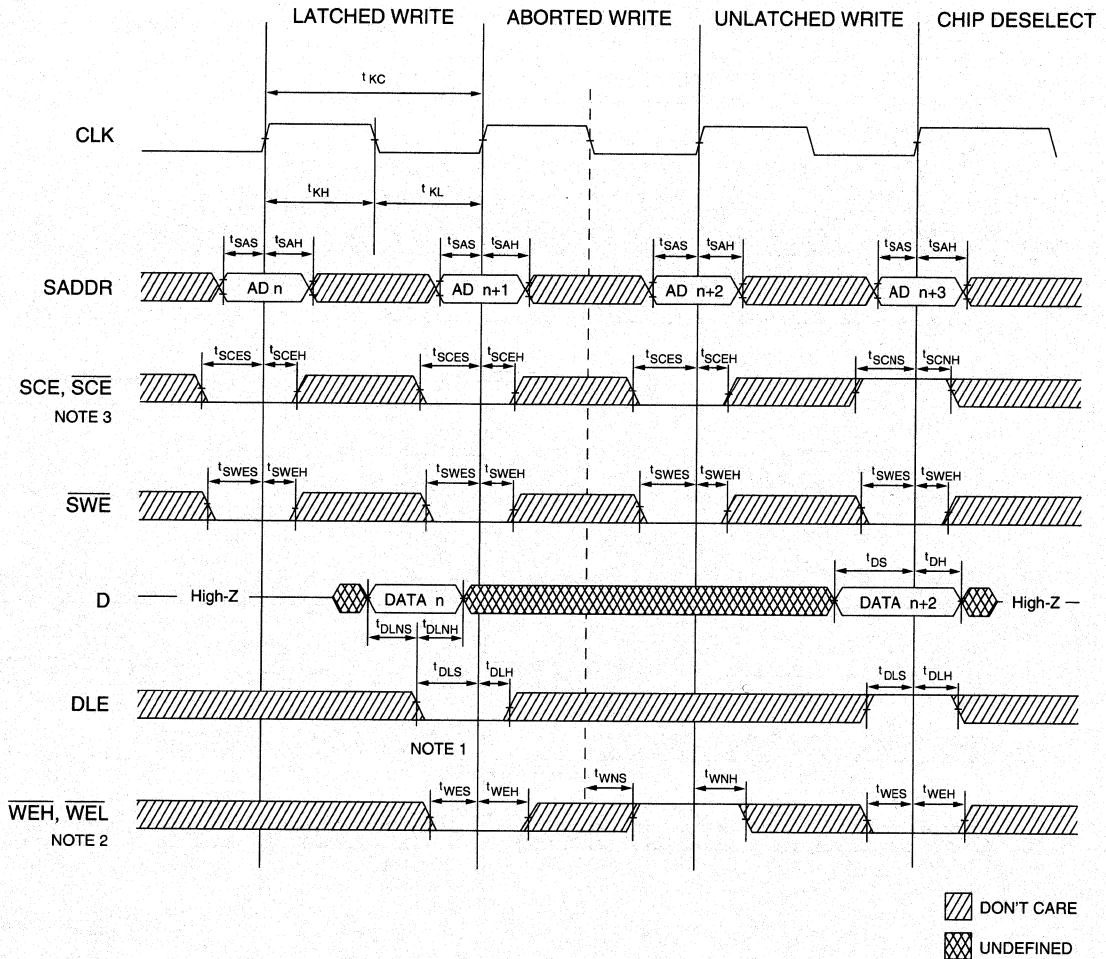 LATCHED WRITE ABORTED WRITE UNLATCHED WRITE CHIP DESELECT
t KC
CLK
t KH t KL
tSAS tSAH tSAS tSAH tSAS tSAH tSAS tSAH
SADDR AD n AD n+1 AD n+2 AD n+3
tSCES tSCEH tSCES tSCEH tSCES tSCEH tSCNS tSCNH
SCE, SCE
NOTE 3
tSWES tSWEH tSWES tSWEH tSWES tSWEH tSWES tSWEH
SWE
tDS tDH
D High-Z DATA n DATA n+2 High-Z
tDLNS tDLNH
tDLS tDLH tDLS tDLH
DLE
NOTE 1
tWES tWEH tWNS tWNH tWES tWEH
WEH, WEL
NOTE 2
DON'T CARE
UNDEFINED